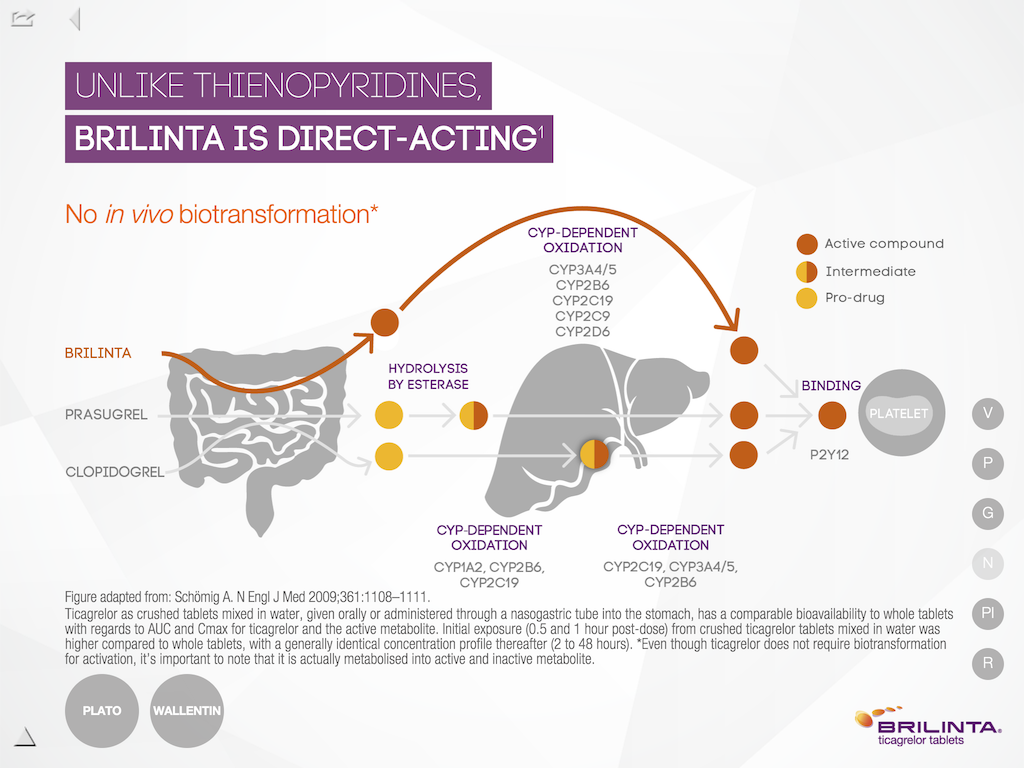 UNLIKE THIENOPYRIDINES,
BRILINTA IS DIRECT-ACTING1
No in vivo biotransformation*
CYP-DEPENDENT
OXIDATION
CYP3A4/5
CYP2B6
CYP2C19
CYP2C9
CYP2D6
Active compound
Intermediate
Pro-drug
BRILINTA
HYDROLYSIS
BY ESTERASE
BINDING
PRASUGREL
PLATELET
CLOPIDOGREL
P2Y12
V
P
G
N
PI
R
CYP-DEPENDENT
OXIDATION
CYP1A2, CYP2B6,
CYP2C19
CYP-DEPENDENT
OXIDATION
CYP2C19, CYP3A4/5,
CYP2B6
Figure adapted from: Schömig A. N Engl J Med 2009;361:1108–1111.
Ticagrelor as crushed tablets mixed in water, given orally or administered through a nasogastric tube into the stomach, has a comparable bioavailability to whole tablets
with regards to AUC and Cmax for ticagrelor and the active metabolite. Initial exposure (0.5 and 1 hour post-dose) from crushed ticagrelor tablets mixed in water was
higher compared to whole tablets, with a generally identical concentration profile thereafter (2 to 48 hours). *Even though ticagrelor does not require biotransformation
for activation, it's important to note that it is actually metabolised into active and inactive metabolite.
PLATO
WALLENTIN
BRILINTA®
ticagrelor tablets